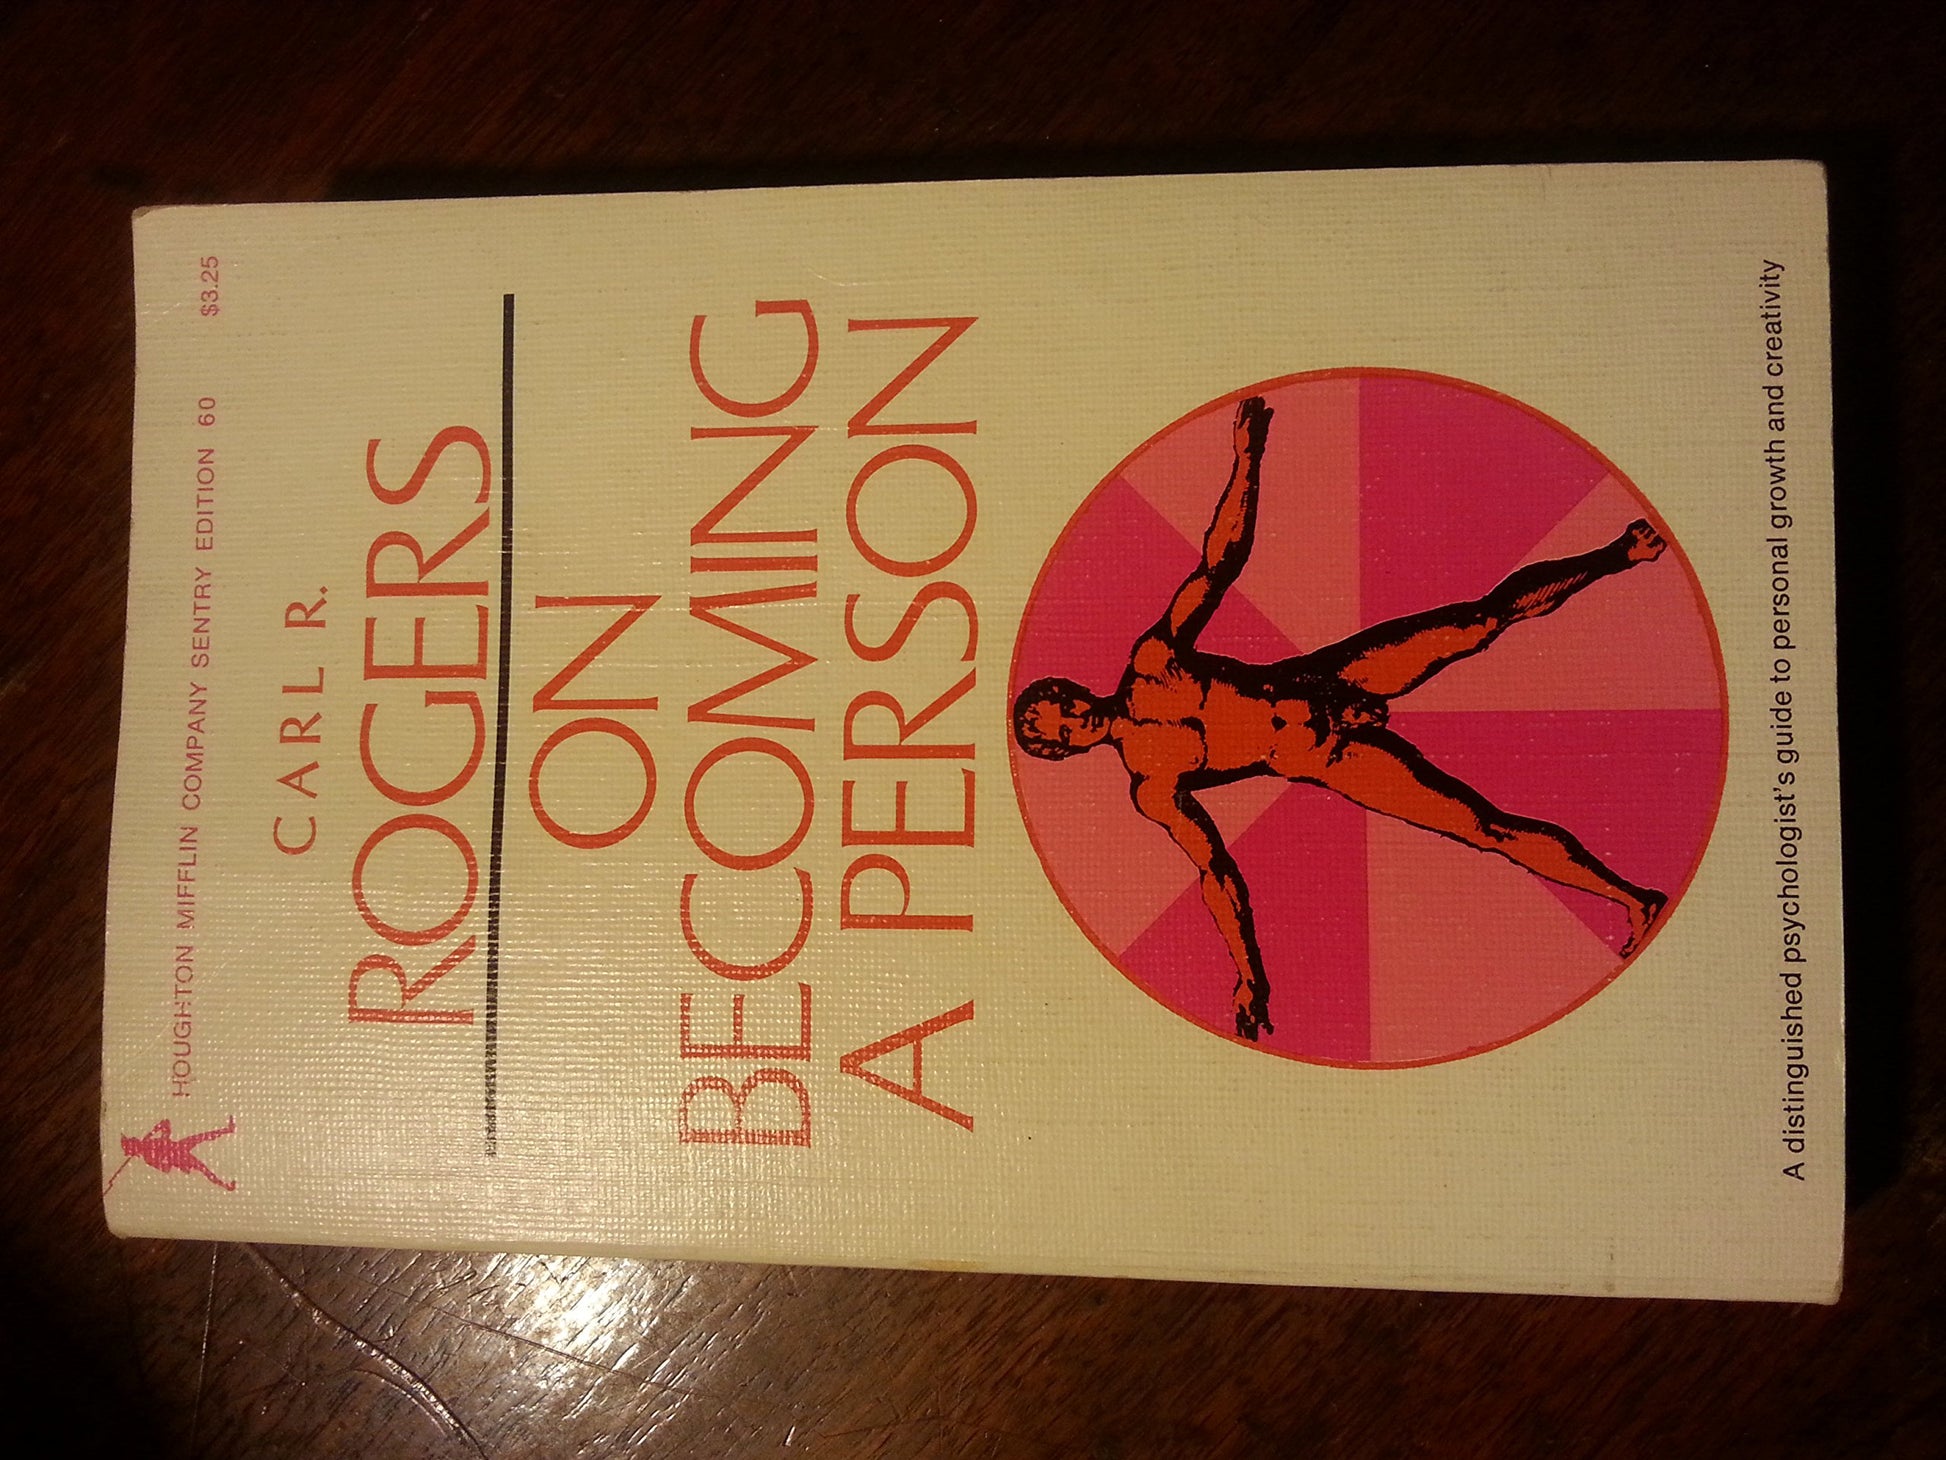 HOUGHTON MIFFLIN COMPANY SENTRY EDITION 60 $3.25
CARL R.
ROGERS
ON
BECOMING
A PERSON
A distinguished psychologist's guide to personal growth and creativity